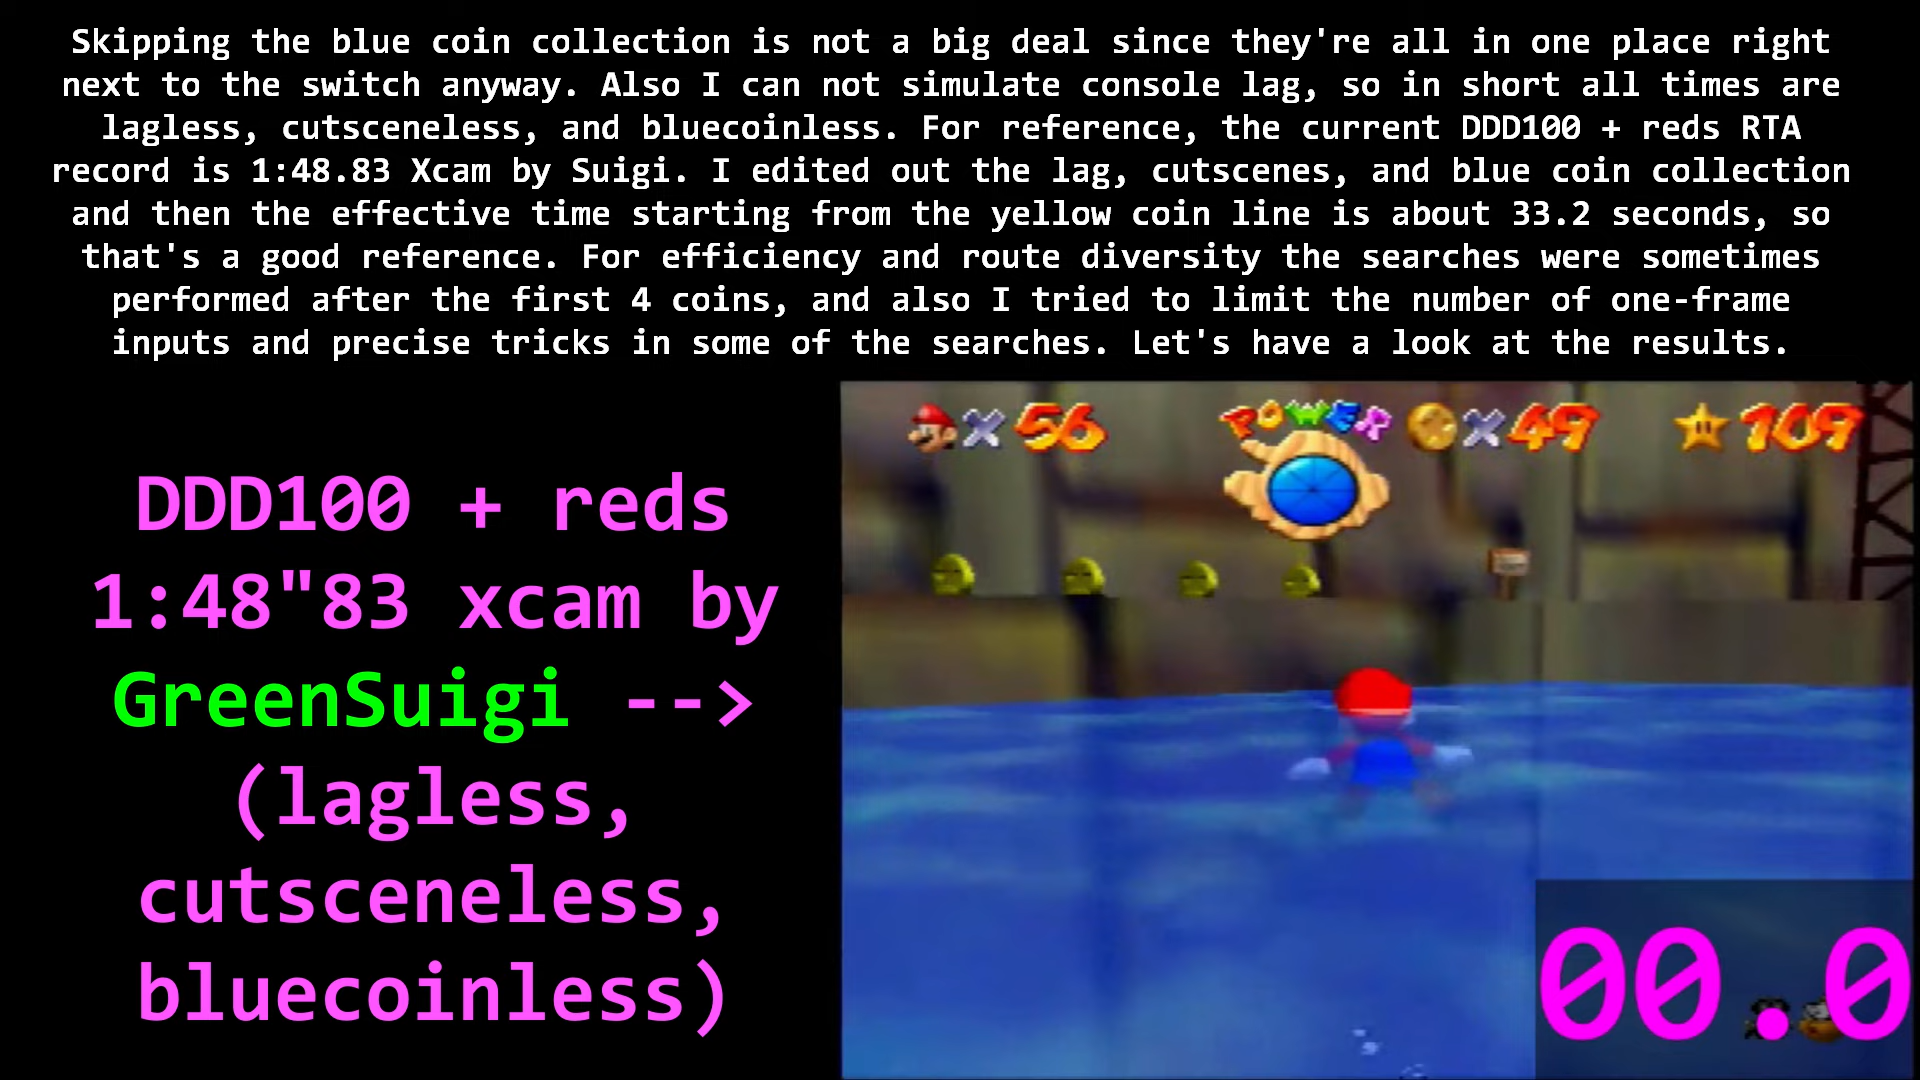 Skipping the blue coin collection is not a big deal since they're all in one place right
next to the switch anyway. Also I can not simulate console lag, so in short all times are
lagless, cutsceneless, and bluecoinless. For reference, the current DDD100 + reds RTA
record is 1:48.83 Xcam by Suigi. I edited out the lag, cutscenes, and blue coin collection
and then the effective time starting from the yellow coin line is about 33.2 seconds, so
that's a good reference. For efficiency and route diversity the searches were sometimes
performed after the first 4 coins, and also I tried to limit the number of one-frame
inputs and precise tricks in some of the searches. Let's have a look at the results.
DDD100 + reds
1:48"83 xcam by
GreenSuigi -->
(lagless,
cutsceneless,
bluecoinless)
x 56 POWER x 49 109
00.0